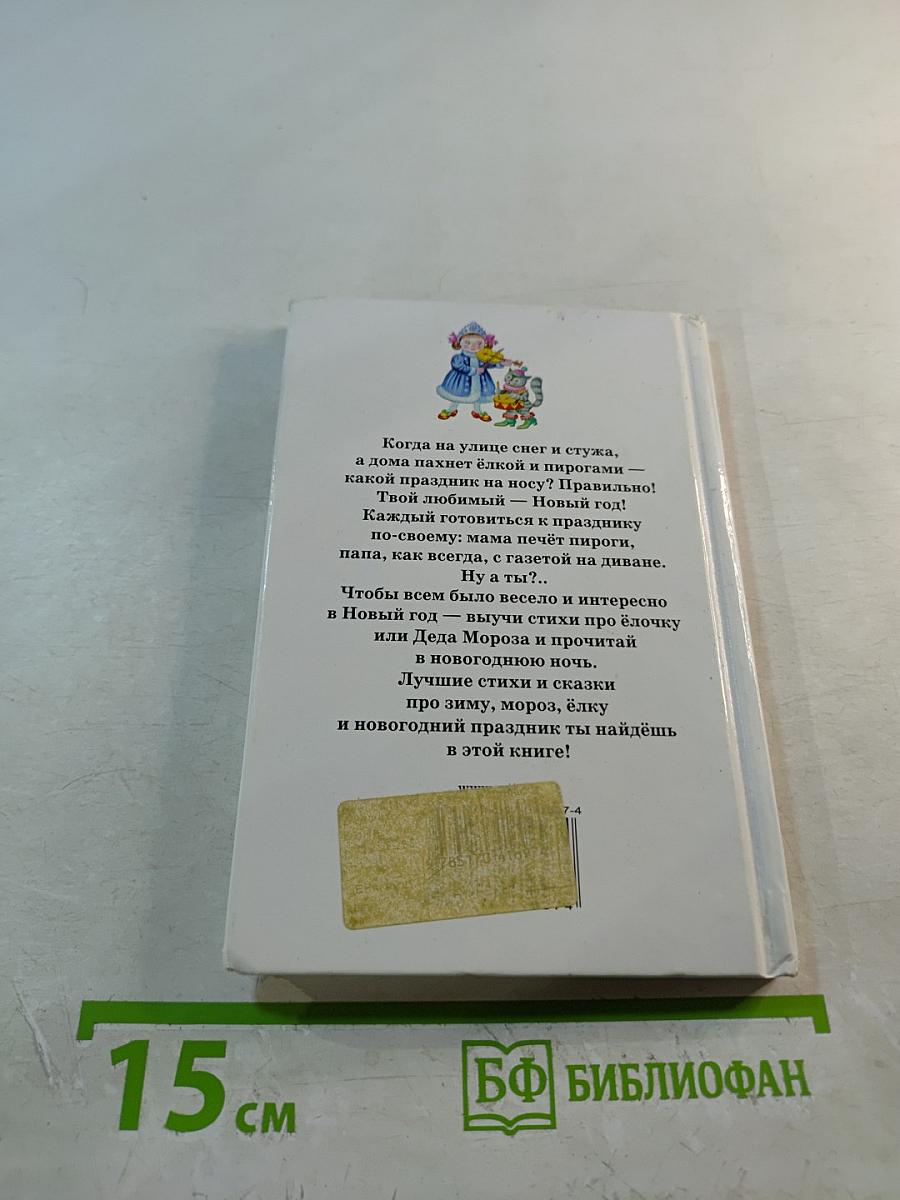 Когда на улице снег и стужа,
а дома пахнет ёлкой и пирогами —
какой праздник на носу? Правильно!
Твой любимый — Новый год!
Каждый готовиться к празднику
по-своему: мама печёт пироги,
папа, как всегда, с газетой на диване.
Ну а ты?..
Чтобы всем было весело и интересно
в Новый год — выучи стихи про ёлочку
или Деда Мороза и прочитай
в новогоднюю ночь.
Лучшие стихи и сказки
про зиму, мороз, ёлку
и новогодний праздник ты найдёшь
в этой книге!
7-4
15 см
БФ БИБЛИОФАН